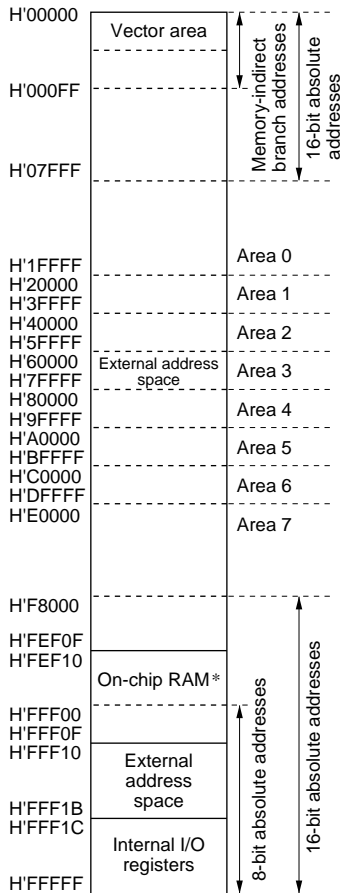 H'00000
Vector area
H'000FF
Memory-indirect
branch addresses
16-bit absolute
addresses
H'07FFF
H'1FFFF
Area 0
H'20000
H'3FFFF
Area 1
H'40000
H'5FFFF
Area 2
H'60000
H'7FFFF
External address
space
Area 3
H'80000
H'9FFFF
Area 4
H'A0000
H'BFFFF
Area 5
H'C0000
H'DFFFF
Area 6
H'E0000
Area 7
H'F8000
H'FEF0F
H'FEF10
On-chip RAM*
H'FFF00
H'FFF0F
H'FFF10
External
address
space
H'FFF1B
H'FFF1C
Internal I/O
registers
H'FFFFF
8-bit absolute addresses
16-bit absolute addresses